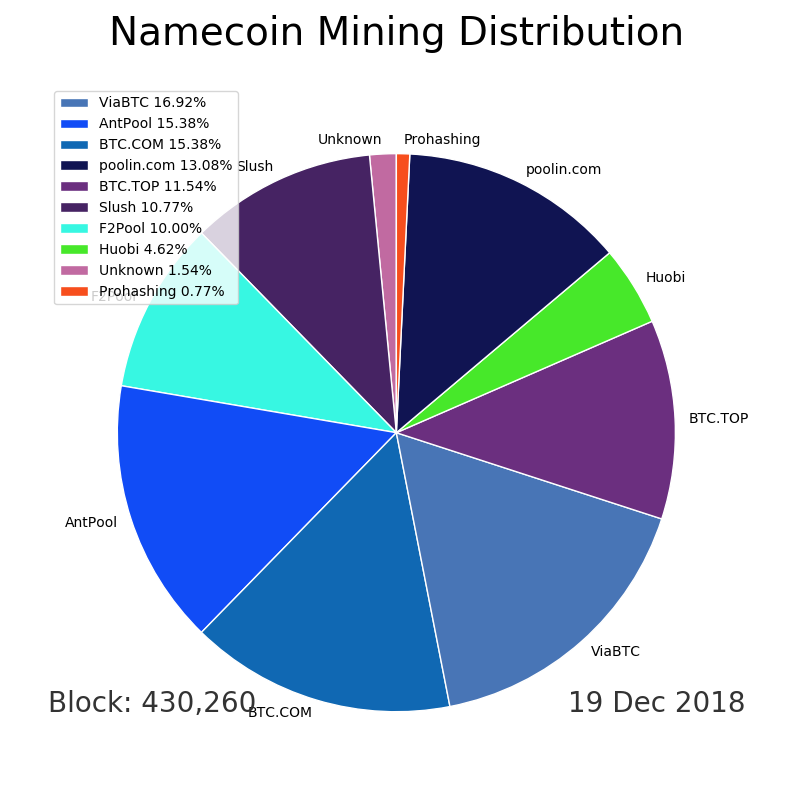 Namecoin Mining Distribution
ViaBTC 16.92%
AntPool 15.38%
BTC.COM 15.38%
poolin.com 13.08%
BTC.TOP 11.54%
Slush 10.77%
F2Pool 10.00%
Huobi 4.62%
Unknown 1.54%
Prohashing 0.77%
Unknown
Prohashing
Slush
poolin.com
Huobi
F2Pool
BTC.TOP
AntPool
ViaBTC
BTC.COM
Block: 430,260
19 Dec 2018